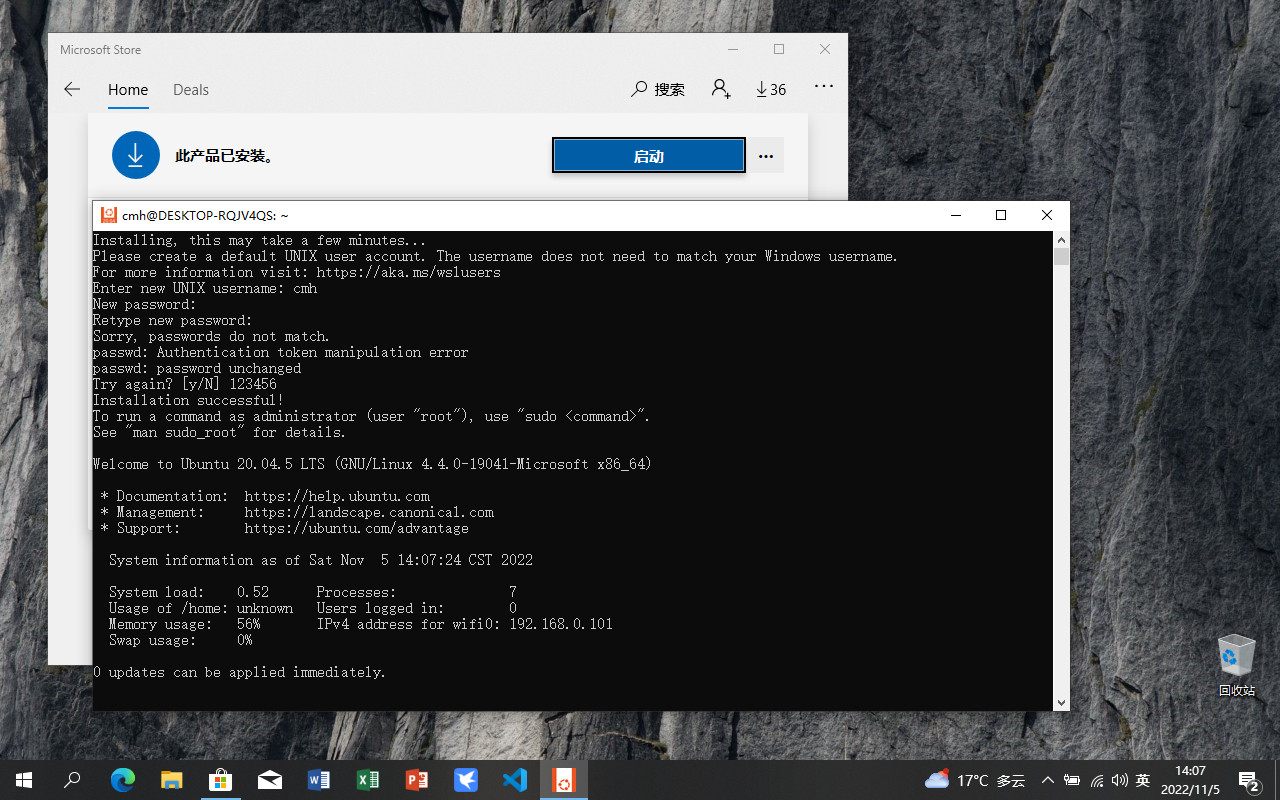 Microsoft Store
Home Deals 搜索 36
此产品已安装。 启动
cmh@DESKTOP-RQJV4QS: ~
Installing, this may take a few minutes...
Please create a default UNIX user account. The username does not need to match your Windows username.
For more information visit: https://aka.ms/wslusers
Enter new UNIX username: cmh
New password:
Retype new password:
Sorry, passwords do not match.
passwd: Authentication token manipulation error
passwd: password unchanged
Try again? [y/N] 123456
Installation successful!
To run a command as administrator (user "root"), use "sudo <command>".
See "man sudo_root" for details.
Welcome to Ubuntu 20.04.5 LTS (GNU/Linux 4.4.0-19041-Microsoft x86_64)
* Documentation: https://help.ubuntu.com
* Management: https://landscape.canonical.com
* Support: https://ubuntu.com/advantage
System information as of Sat Nov 5 14:07:24 CST 2022
System load: 0.52 Processes: 7
Usage of /home: unknown Users logged in: 0
Memory usage: 56% IPv4 address for wifi0: 192.168.0.101
Swap usage: 0%
0 updates can be applied immediately.
回收站
17°C 多云 英 14:07
2022/11/5 2